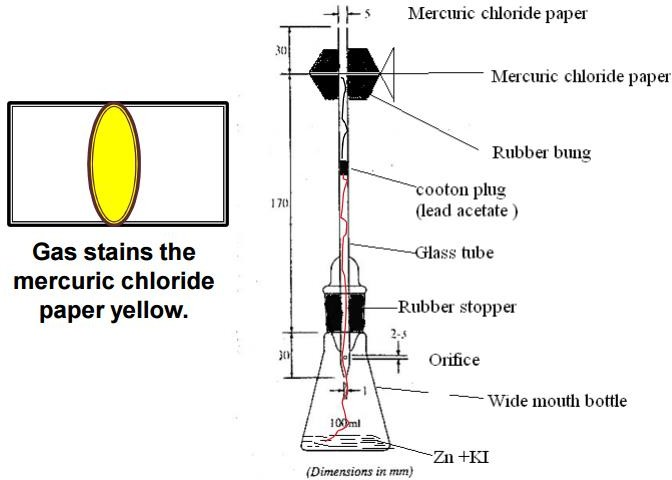 5
Mercuric chloride paper
30
Mercuric chloride paper
Rubber bung
cooton plug
(lead acetate )
170
Glass tube
Rubber stopper
2-3
30
Orifice
1
Wide mouth bottle
100ml
Zn +KI
(Dimensions in mm)
Gas stains the
mercuric chloride
paper yellow.